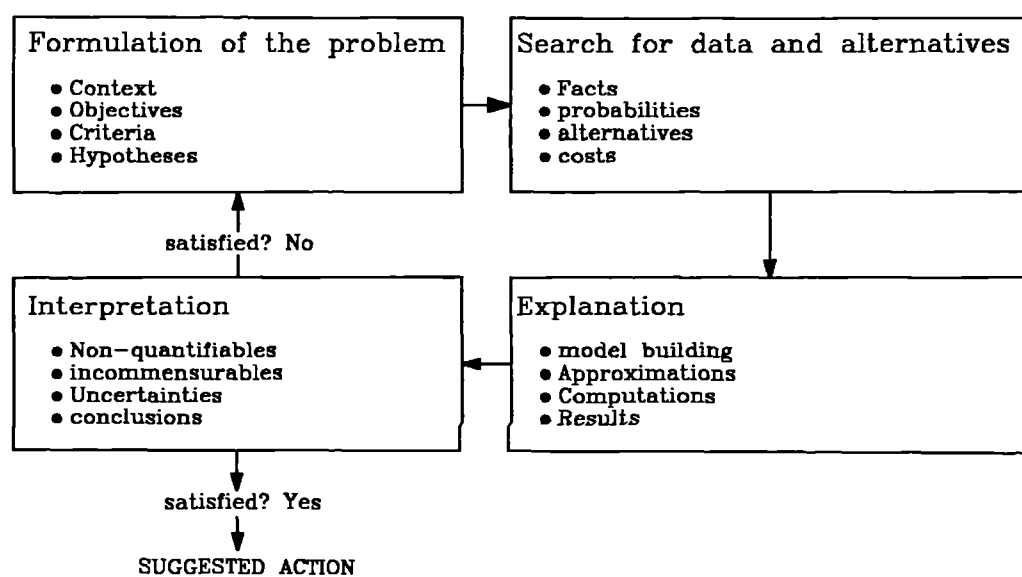 Formulation of the problem
• Context
• Objectives
• Criteria
• Hypotheses
Search for data and alternatives
• Facts
• probabilities
• alternatives
• costs
satisfied? No
Interpretation
• Non-quantifiables
• incommensurables
• Uncertainties
• conclusions
Explanation
• model building
• Approximations
• Computations
• Results
satisfied? Yes
SUGGESTED ACTION